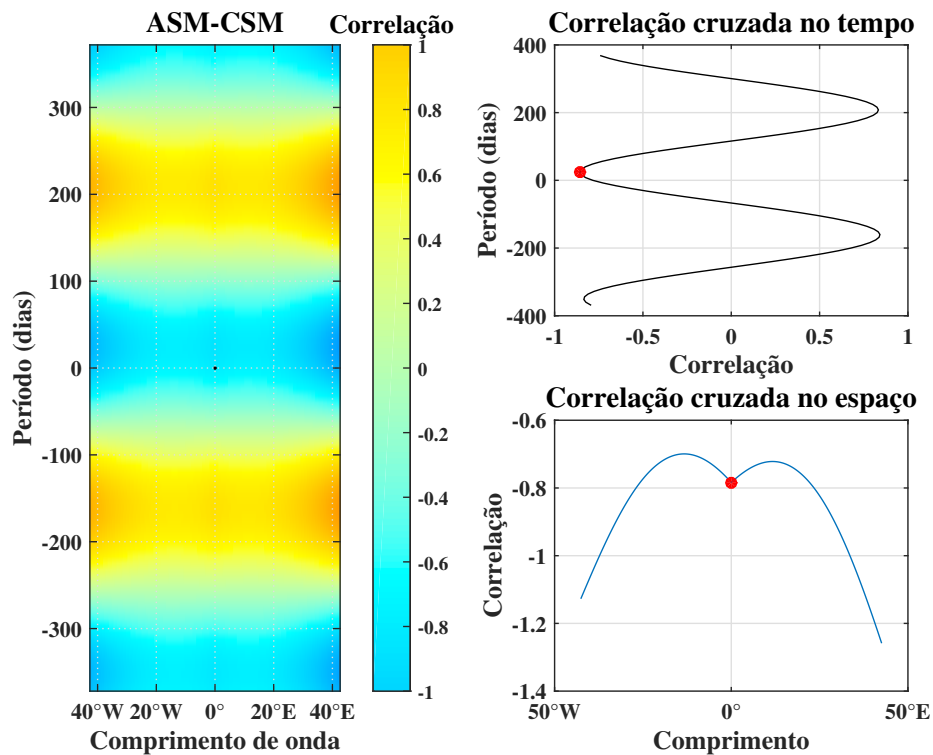 ASM-CSM
Correlação
Período (dias)
300
200
100
0
-100
-200
-300
40°W 20°W 0° 20°E 40°E
Comprimento de onda
1
0.8
0.6
0.4
0.2
0
-0.2
-0.4
-0.6
-0.8
-1
Correlação cruzada no tempo
Período (dias)
400
200
0
-200
-400
-1 -0.5 0 0.5 1
Correlação
Correlação cruzada no espaço
Correlação
-0.6
-0.8
-1
-1.2
-1.4
50°W 0° 50°E
Comprimento